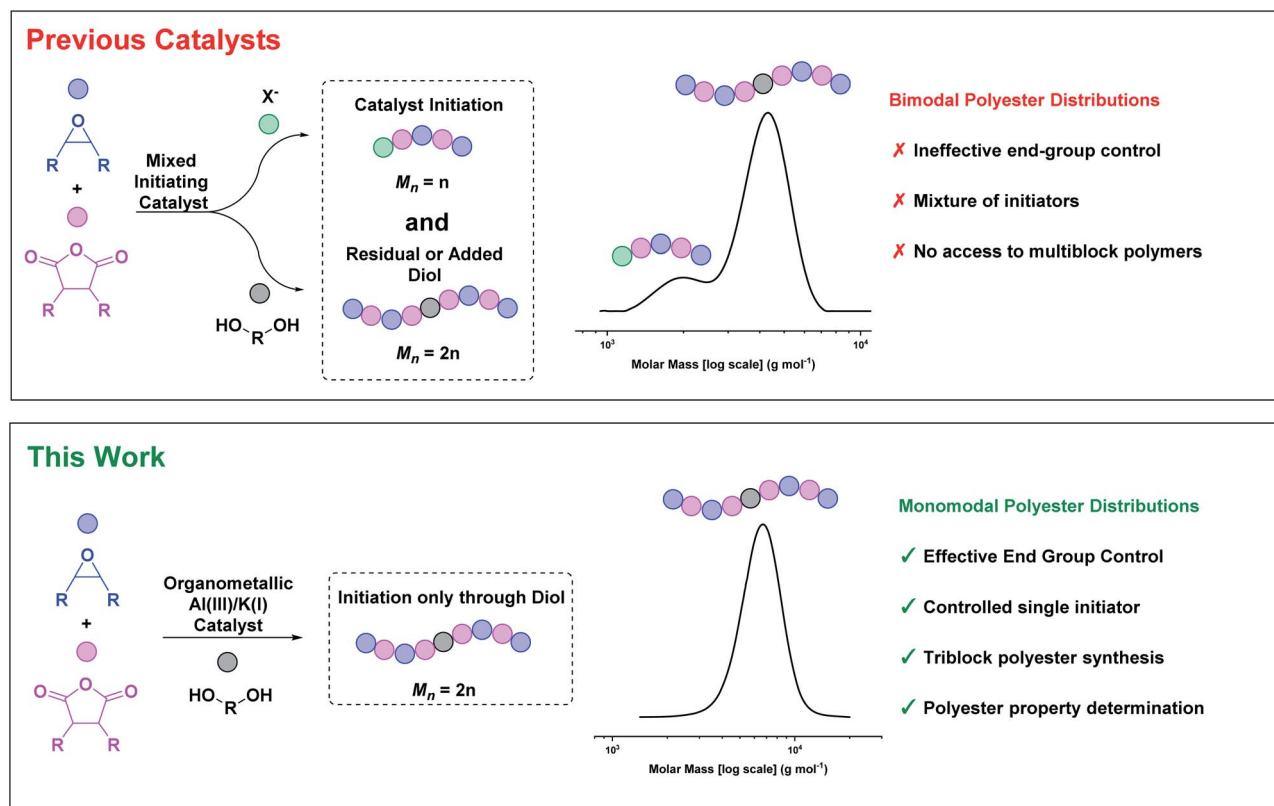 Previous Catalysts
O
R
R
+
O
O
O
R
R
Mixed
Initiating
Catalyst
X⁻
HO
R
OH
Catalyst Initiation
Mₙ = n
and
Residual or Added
Diol
Mₙ = 2n
10³
10⁴
Molar Mass [log scale] (g mol⁻¹)
Bimodal Polyester Distributions
✗ Ineffective end-group control
✗ Mixture of initiators
✗ No access to multiblock polymers
This Work
O
R
R
+
O
O
O
R
R
Organometallic
Al(III)/K(I)
Catalyst
HO
R
OH
Initiation only through Diol
Mₙ = 2n
10³
10⁴
Molar Mass [log scale] (g mol⁻¹)
Monomodal Polyester Distributions
✓ Effective End Group Control
✓ Controlled single initiator
✓ Triblock polyester synthesis
✓ Polyester property determination